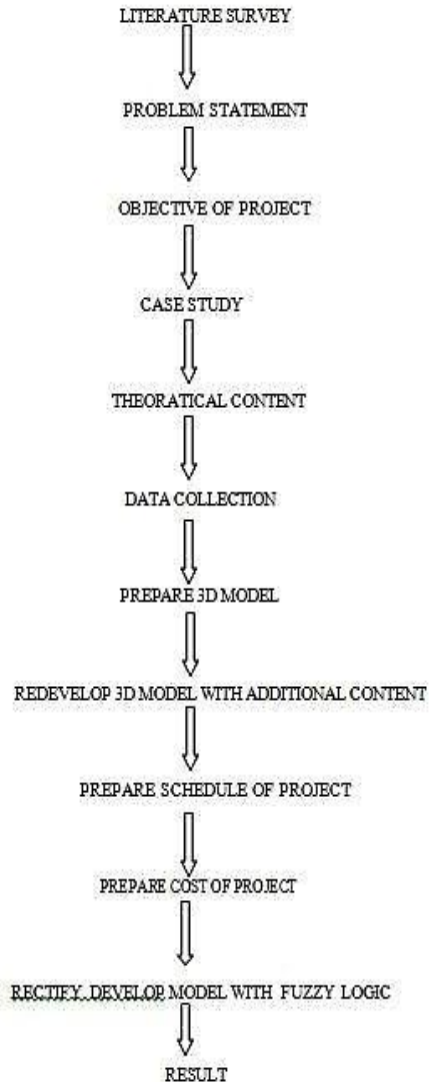 LITERATURE SURVEY
PROBLEM STATEMENT
OBJECTIVE OF PROJECT
CASE STUDY
THEORATICAL CONTENT
DATA COLLECTION
PREPARE 3D MODEL
REDEVELOP 3D MODEL WITH ADDITIONAL CONTENT
PREPARE SCHEDULE OF PROJECT
PREPARE COST OF PROJECT
RECTIFY DEVELOP MODEL WITH FUZZY LOGIC
RESULT